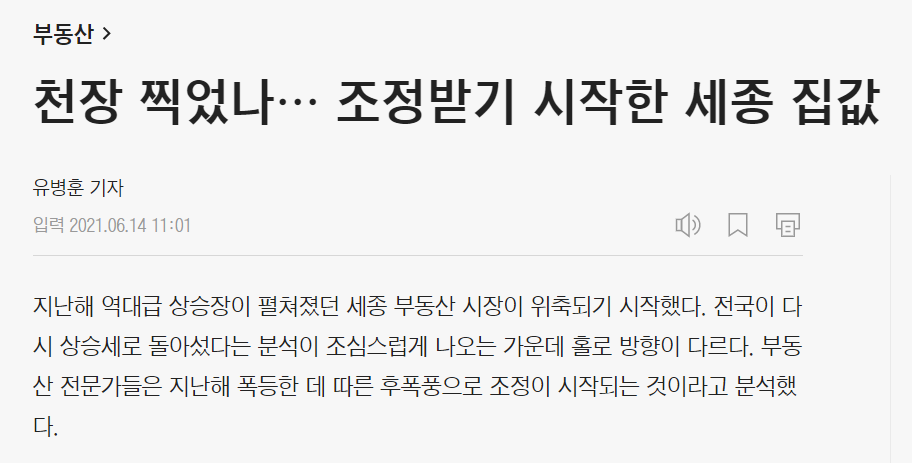 부동산 >
천장 찍었나… 조정받기 시작한 세종 집값
유병훈 기자
입력 2021.06.14 11:01
지난해 역대급 상승장이 펼쳐졌던 세종 부동산 시장이 위축되기 시작했다. 전국이 다
시 상승세로 돌아섰다는 분석이 조심스럽게 나오는 가운데 홀로 방향이 다르다. 부동
산 전문가들은 지난해 폭등한 데 따른 후폭풍으로 조정이 시작되는 것이라고 분석했
다.